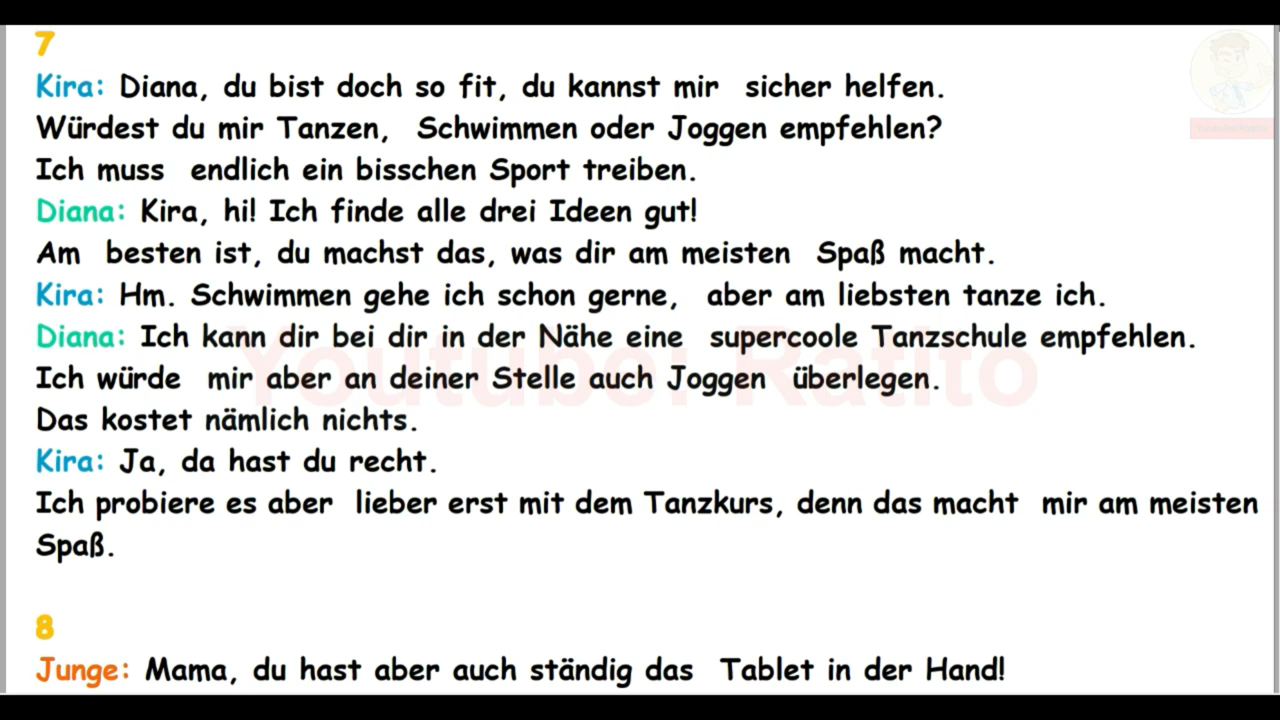 7
Kira: Diana, du bist doch so fit, du kannst mir sicher helfen.
Würdest du mir Tanzen, Schwimmen oder Joggen empfehlen?
Ich muss endlich ein bisschen Sport treiben.
Diana: Kira, hi! Ich finde alle drei Ideen gut!
Am besten ist, du machst das, was dir am meisten Spaß macht.
Kira: Hm. Schwimmen gehe ich schon gerne, aber am liebsten tanze ich.
Diana: Ich kann dir bei dir in der Nähe eine supercoole Tanzschule empfehlen.
Youtube: Ratito
Ich würde mir aber an deiner Stelle auch Joggen überlegen.
Das kostet nämlich nichts.
Kira: Ja, da hast du recht.
Ich probiere es aber lieber erst mit dem Tanzkurs, denn das macht mir am meisten
Spaß.
8
Junge: Mama, du hast aber auch ständig das Tablet in der Hand!